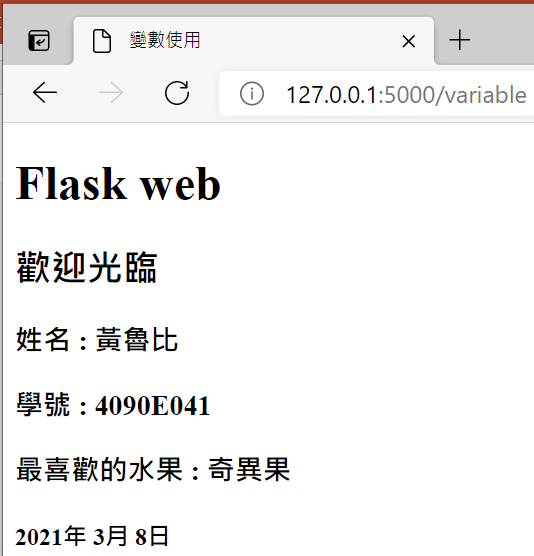 變數使用
127.0.0.1:5000/variable
Flask web
歡迎光臨
姓名 : 黃魯比
學號 : 4090E041
最喜歡的水果 : 奇異果
2021年 3月 8日